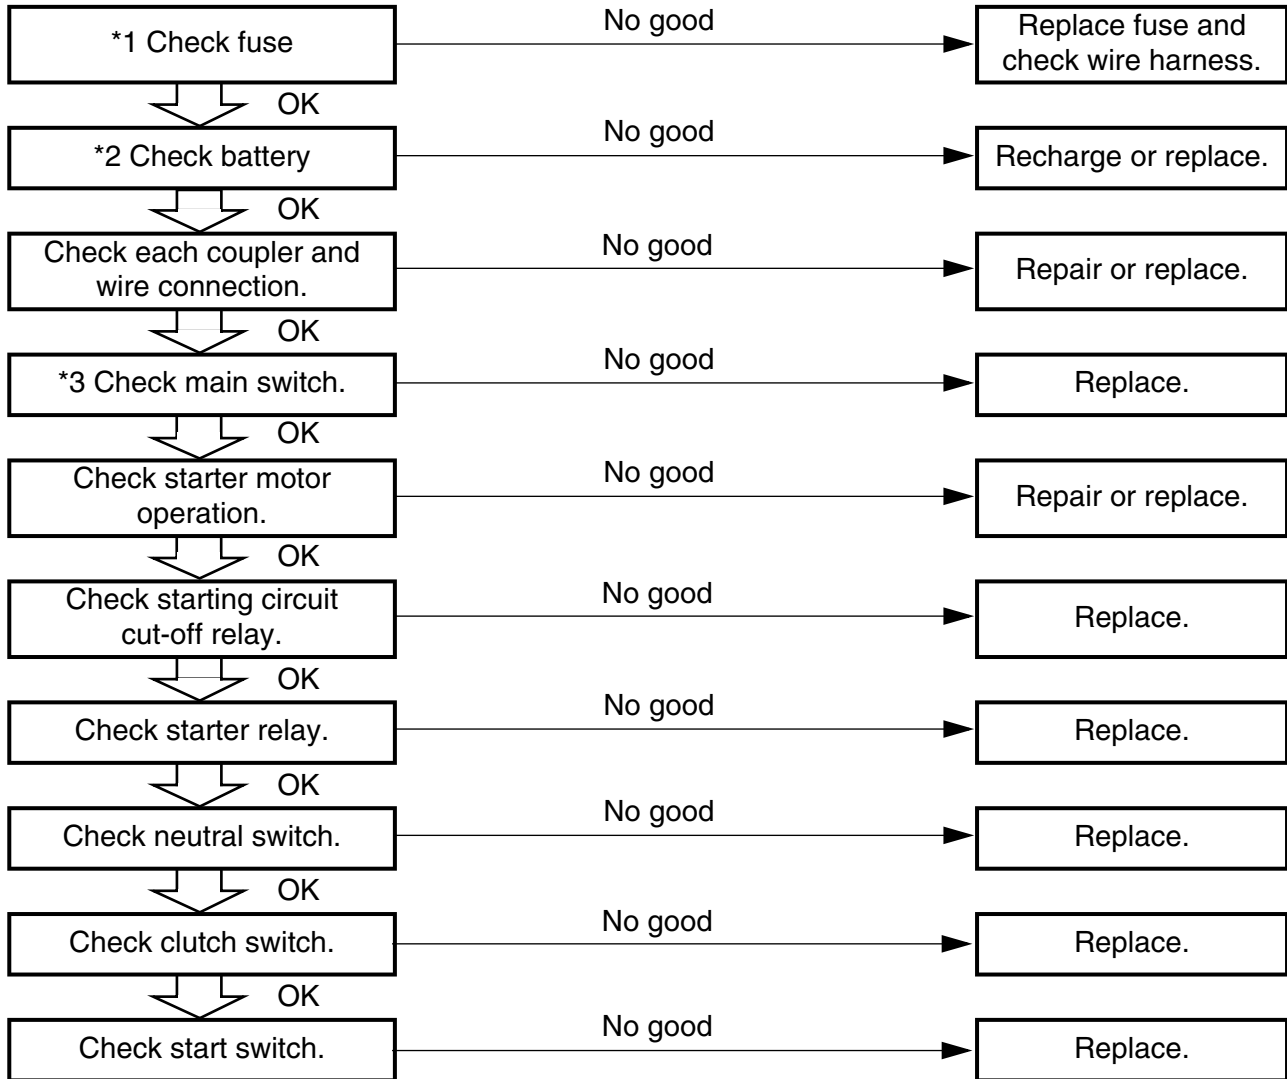 *1 Check fuse
No good
Replace fuse and
check wire harness.
OK
*2 Check battery
No good
Recharge or replace.
OK
Check each coupler and
wire connection.
No good
Repair or replace.
OK
*3 Check main switch.
No good
Replace.
OK
Check starter motor
operation.
No good
Repair or replace.
OK
Check starting circuit
cut-off relay.
No good
Replace.
OK
Check starter relay.
No good
Replace.
OK
Check neutral switch.
No good
Replace.
OK
Check clutch switch.
No good
Replace.
OK
Check start switch.
No good
Replace.